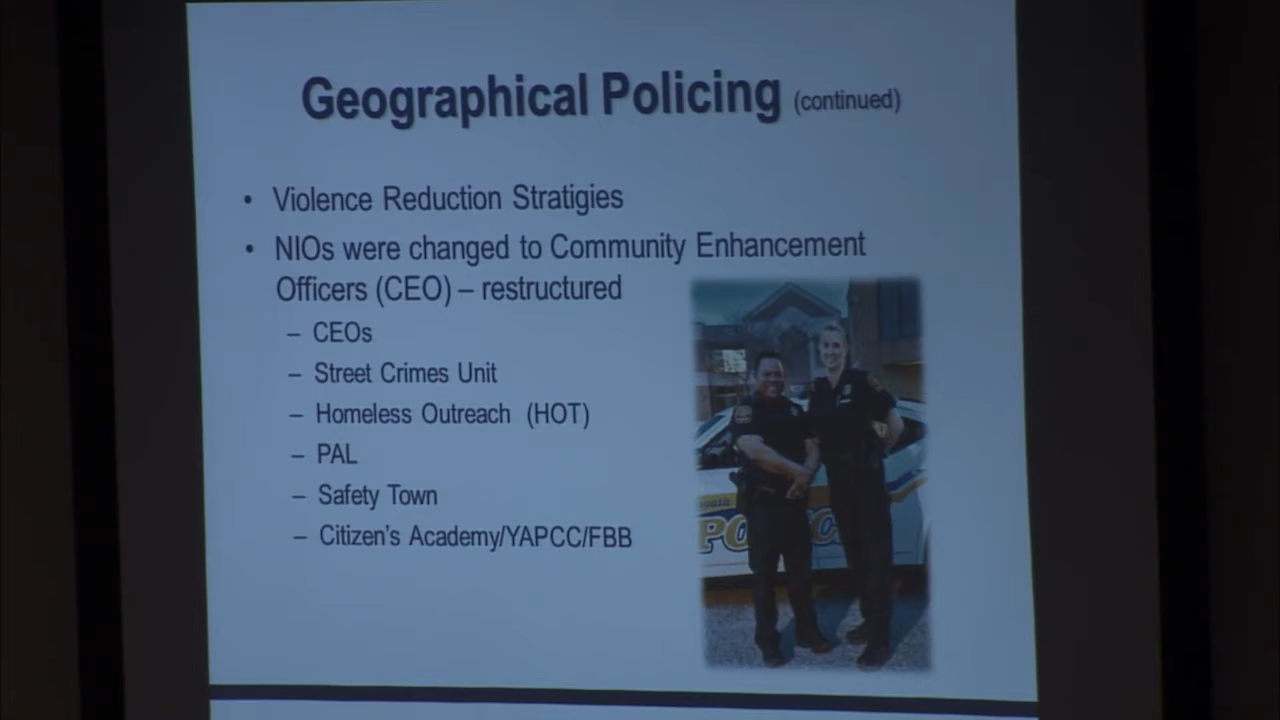 Geographical Policing (continued)
• Violence Reduction Stratigies
• NIOs were changed to Community Enhancement
Officers (CEO) – restructured
– CEOs
– Street Crimes Unit
– Homeless Outreach (HOT)
– PAL
– Safety Town
– Citizen's Academy/YAPCC/FBB